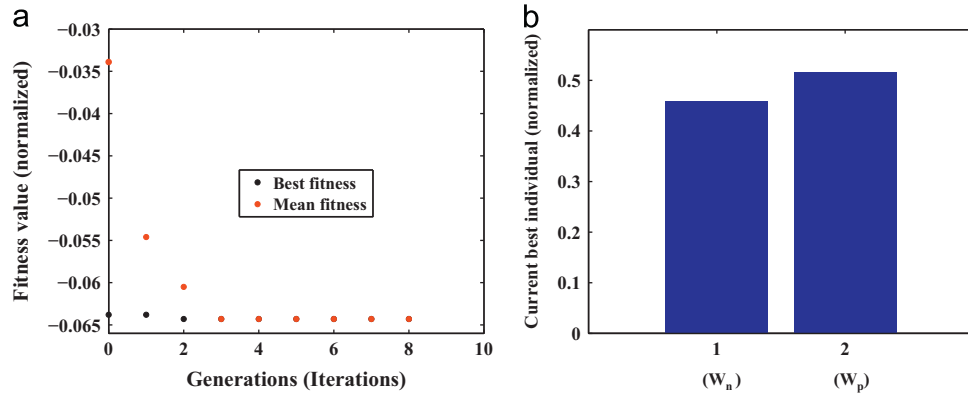 a
−0.03
−0.035
−0.04
−0.045
−0.05
−0.055
−0.06
−0.065
Fitness value (normalized)
Best fitness
Mean fitness
0
2
4
6
8
10
Generations (Iterations)
b
0.5
0.4
0.3
0.2
0.1
0
Current best individual (normalized)
1
2
(Wn)
(Wp)